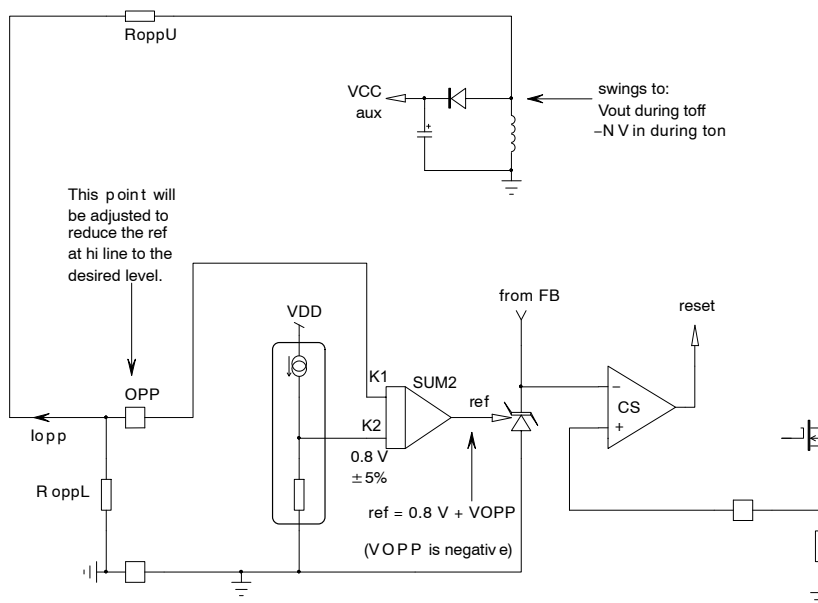 RoppU
VCC
aux
swings to:
Vout during toff
−N V in during ton
This point will
be adjusted to
reduce the ref
at hi line to the
desired level.
from FB
reset
VDD
OPP
K1
SUM2
ref
CS
−
+
K2
Iopp
0.8 V
±5%
RoppL
ref = 0.8 V + VOPP
(VOPP is negative)
+